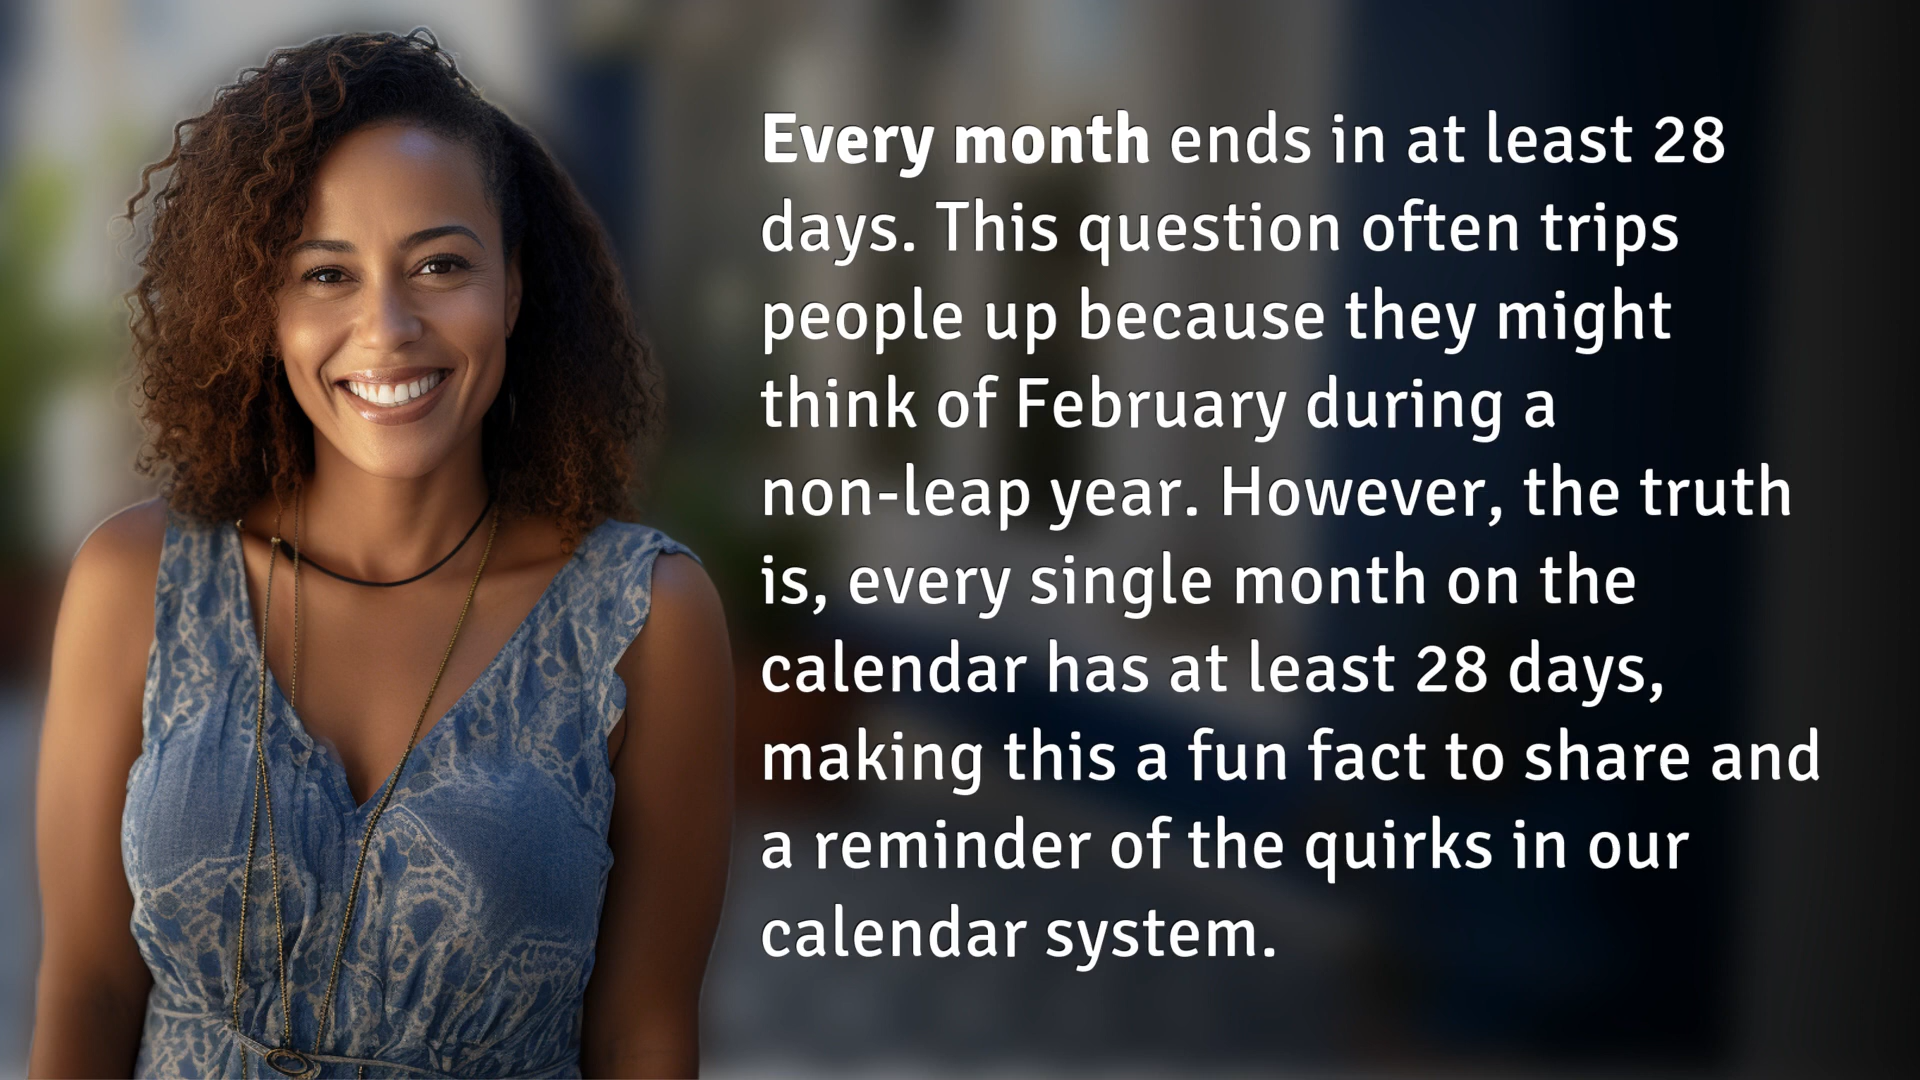 Every month ends in at least 28
days. This question often trips
people up because they might
think of February during a
non-leap year. However, the truth
is, every single month on the
calendar has at least 28 days,
making this a fun fact to share and
a reminder of the quirks in our
calendar system.